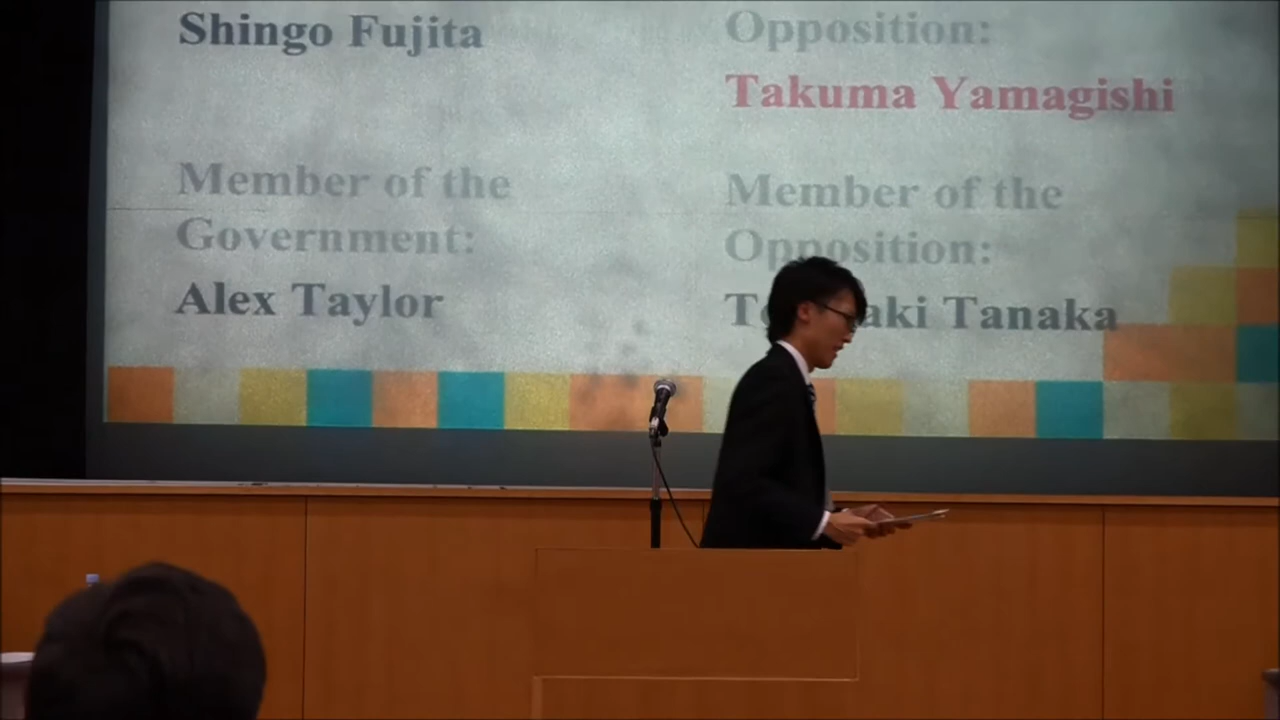 Shingo Fujita
Member of the
Government:
Alex Taylor
Opposition:
Takuma Yamagishi
Member of the
Opposition:
Tanaka